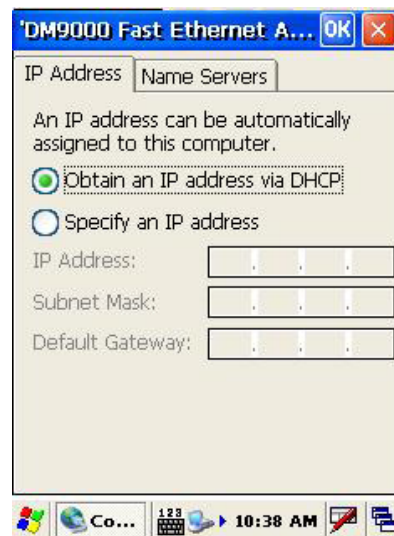 'DM9000 Fast Ethernet A... OK
IP Address Name Servers
An IP address can be automatically
assigned to this computer.
Obtain an IP address via DHCP
Specify an IP address
IP Address: . . .
Subnet Mask: . . .
Default Gateway: . . .
Co... 123 10:38 AM